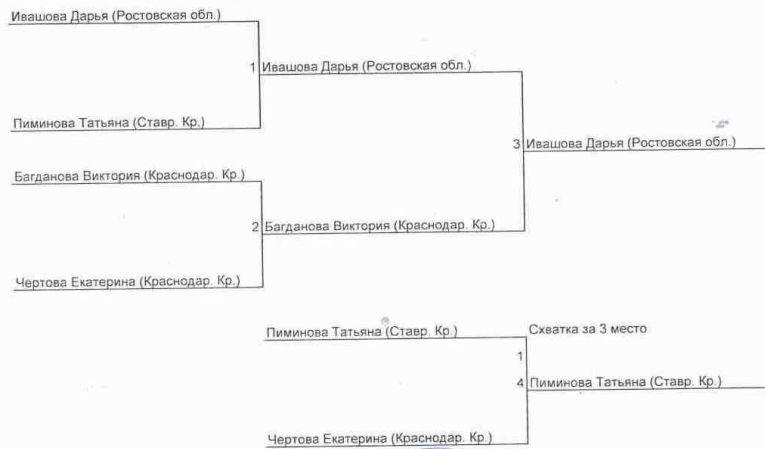 Ивашова Дарья (Ростовская обл.)
1 Ивашова Дарья (Ростовская обл.)
Пиминова Татьяна (Ставр. Кр.)
3 Ивашова Дарья (Ростовская обл.)
Багданова Виктория (Краснодар. Кр.)
2 Багданова Виктория (Краснодар. Кр.)
Чертова Екатерина (Краснодар. Кр.)
Пиминова Татьяна (Ставр. Кр.)
Схватка за 3 место
1
4 Пиминова Татьяна (Ставр. Кр.)
Чертова Екатерина (Краснодар. Кр.)